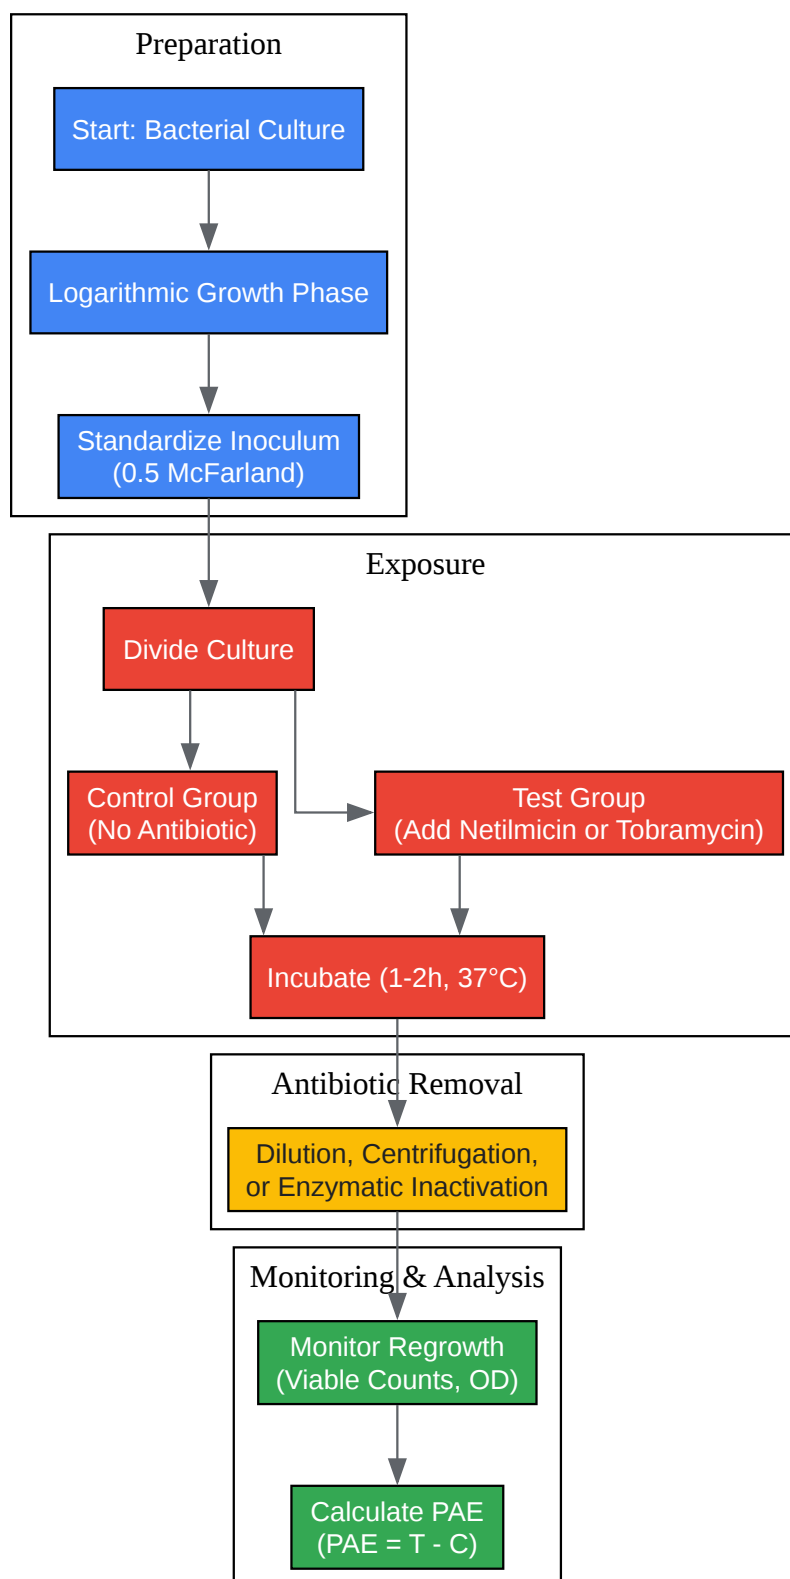 Preparation
Start: Bacterial Culture
Logarithmic Growth Phase
Standardize Inoculum
(0.5 McFarland)
Exposure
Divide Culture
Control Group
(No Antibiotic)
Test Group
(Add Netilmicin or Tobramycin)
Incubate (1-2h, 37°C)
Antibiotic Removal
Dilution, Centrifugation,
or Enzymatic Inactivation
Monitoring & Analysis
Monitor Regrowth
(Viable Counts, OD)
Calculate PAE
(PAE = T - C)